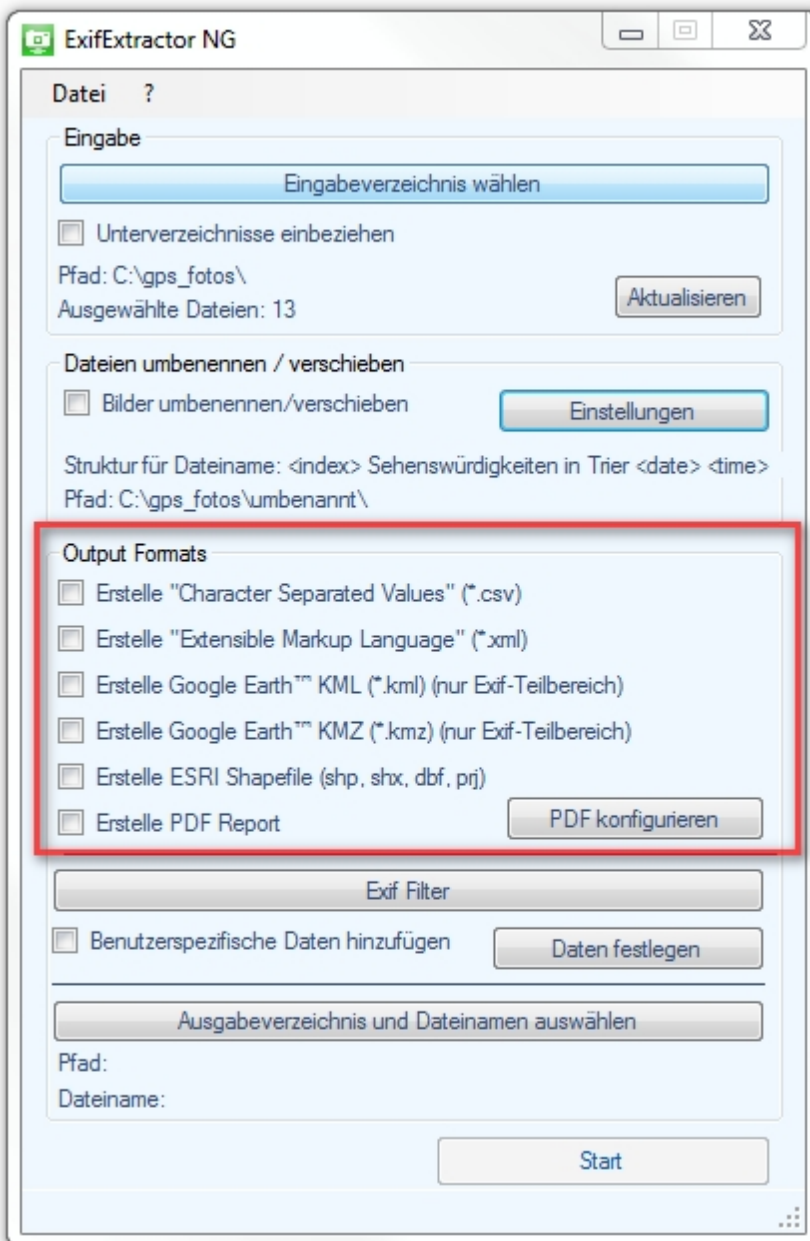 ExifExtractor NG
Datei ?
Eingabe
Eingabeverzeichnis wählen
Unterverzeichnisse einbeziehen
Pfad: C:\gps_fotos\
Ausgewählte Dateien: 13
Aktualisieren
Dateien umbenennen / verschieben
Bilder umbenennen/verschieben
Einstellungen
Struktur für Dateiname: <index> Sehenswürdigkeiten in Trier <date> <time>
Pfad: C:\gps_fotos\umbenannt\
Output Formats
Erstelle "Character Separated Values" (*.csv)
Erstelle "Extensible Markup Language" (*.xml)
Erstelle Google Earth™ KML (*.kml) (nur Exif-Teilbereich)
Erstelle Google Earth™ KMZ (*.kmz) (nur Exif-Teilbereich)
Erstelle ESRI Shapefile (shp, shx, dbf, prj)
Erstelle PDF Report
PDF konfigurieren
Exif Filter
Benutzerspezifische Daten hinzufügen
Daten festlegen
Ausgabeverzeichnis und Dateinamen auswählen
Pfad:
Dateiname:
Start